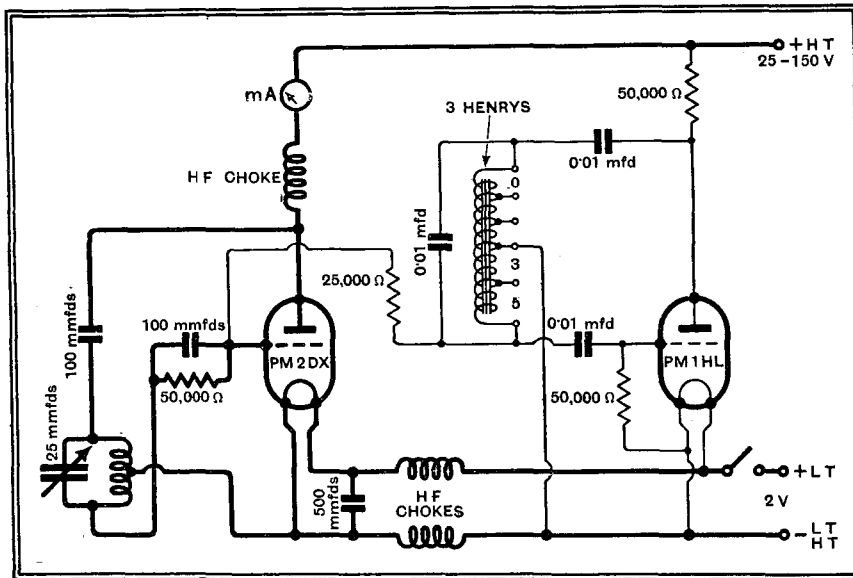 +HT
25-150 V
mA
50,000 Ω
3 HENRYS
HF CHOKE
0·01 mfd
0
0·01 mfd
25,000 Ω
3
5
100 mmfds
100 mmfds
0·01 mfd
PM 2 DX
PM 1 HL
50,000 Ω
50,000 Ω
25 mmfds
+LT
500 mmfds
HF
CHOKES
2 V
- LT
HT